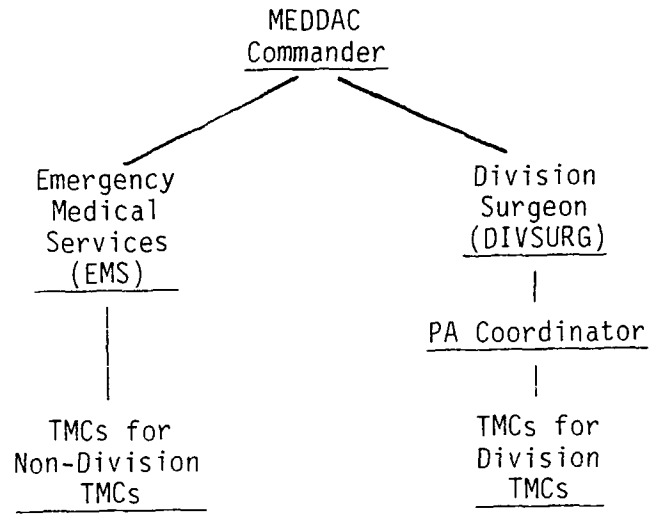 MEDDAC
Commander
Emergency
Medical
Services
(EMS)
Division
Surgeon
(DIVSURG)
PA Coordinator
TMCs for
Non-Division
TMCs
TMCs for
Division
TMCs